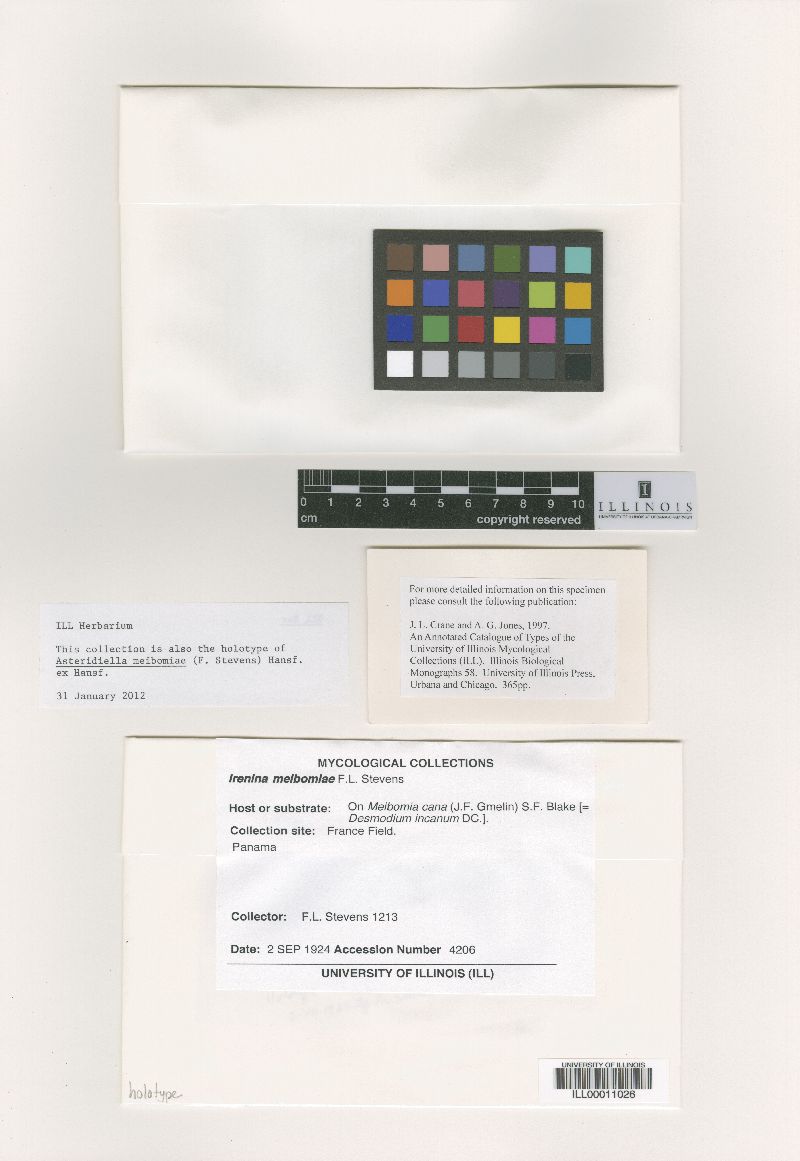 0 1 2 3 4 5 6 7 8 9 10
cm
copyright reserved
I
ILLINOIS
ILL Herbarium
This collection is also the holotype of
Asteridiella meibomiae (F. Stevens) Hansf.
ex Hansf.
31 January 2012
For more detailed information on this specimen
please consult the following publication:
J. L. Crane and A. G. Jones, 1997.
An Annotated Catalogue of Types of the
University of Illinois Mycological
Collections (ILL). Illinois Biological
Monographs 58. University of Illinois Press,
Urbana and Chicago. 365pp.
MYCOLOGICAL COLLECTIONS
Irenina meibomiae F.L. Stevens
Host or substrate: On Meibomia cana (J.F. Gmelin) S.F. Blake [=
Desmodium incanum DC.].
Collection site: France Field.
Panama
Collector: F.L. Stevens 1213
Date: 2 SEP 1924 Accession Number 4206
UNIVERSITY OF ILLINOIS (ILL)
holotype
UNIVERSITY OF ILLINOIS
ILL00011026